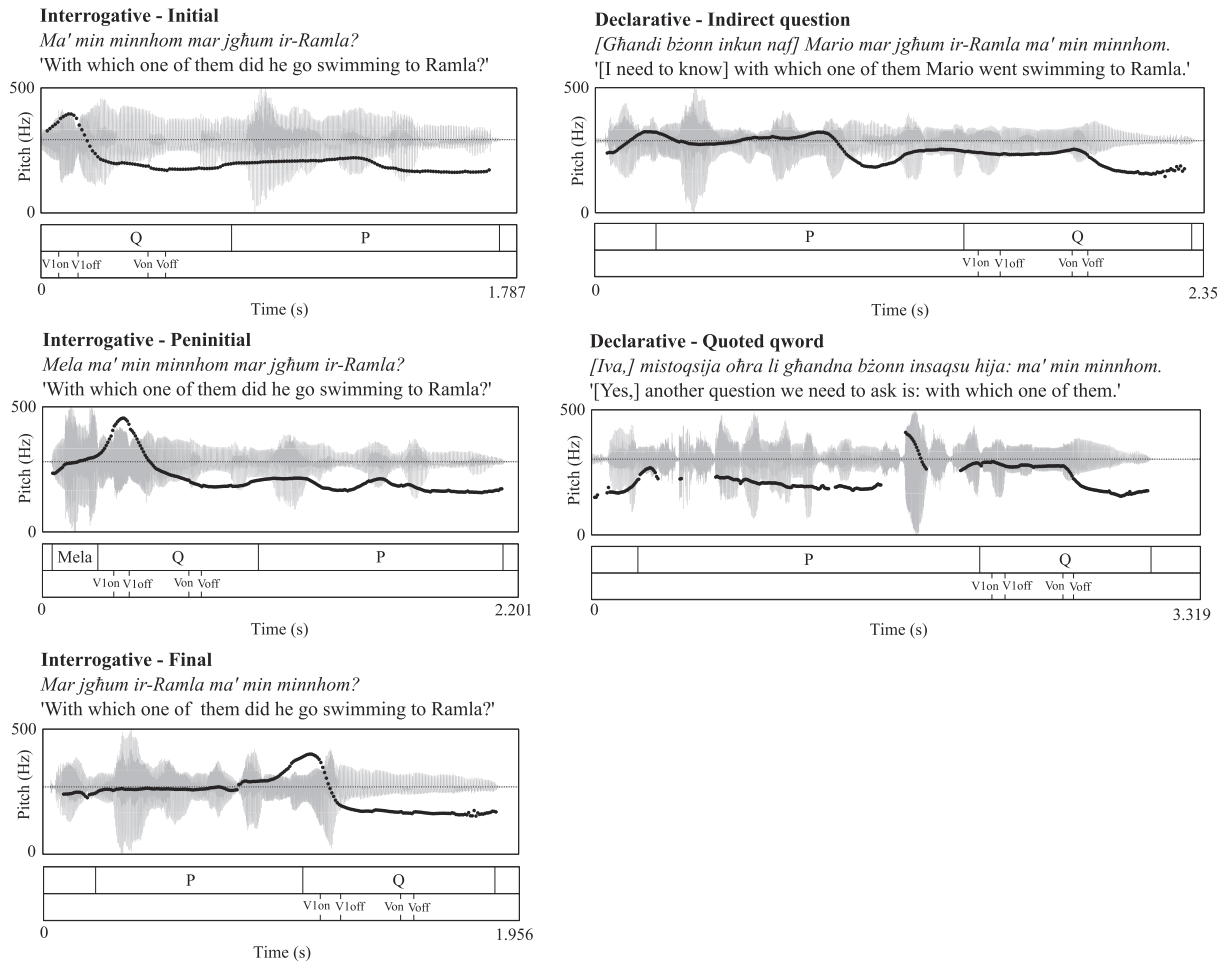 Interrogative - Initial
Ma' min minnhom mar jgħum ir-Ramla?
'With which one of them did he go swimming to Ramla?'
500
Pitch (Hz)
0
Q P
V1on V1off Von Voff
0 1.787
Time (s)
Interrogative - Peninitial
Mela ma' min minnhom mar jgħum ir-Ramla?
'With which one of them did he go swimming to Ramla?'
500
Pitch (Hz)
0
Mela Q P
V1on V1off Von Voff
0 2.201
Time (s)
Interrogative - Final
Mar jgħum ir-Ramla ma' min minnhom?
'With which one of them did he go swimming to Ramla?'
500
Pitch (Hz)
0
P Q
V1on V1off Von Voff
0 1.956
Time (s)
Declarative - Indirect question
[Għandi bżonn inkun naf] Mario mar jgħum ir-Ramla ma' min minnhom.
'[I need to know] with which one of them Mario went swimming to Ramla.'
500
Pitch (Hz)
0
P Q
V1on V1off Von Voff
0 2.35
Time (s)
Declarative - Quoted qword
[Iva,] mistoqsija oħra li għandna bżonn insaqsu hija: ma' min minnhom.
'[Yes,] another question we need to ask is: with which one of them.'
500
Pitch (Hz)
0
P Q
V1on V1off Von Voff
0 3.319
Time (s)